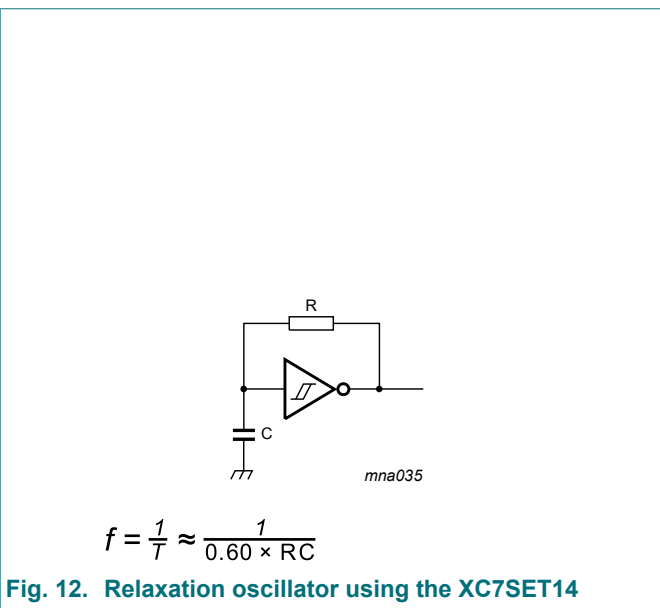 R
C
mna035
f = 1/T ≈ 1/(0.60 × RC)
Fig. 12. Relaxation oscillator using the XC7SET14